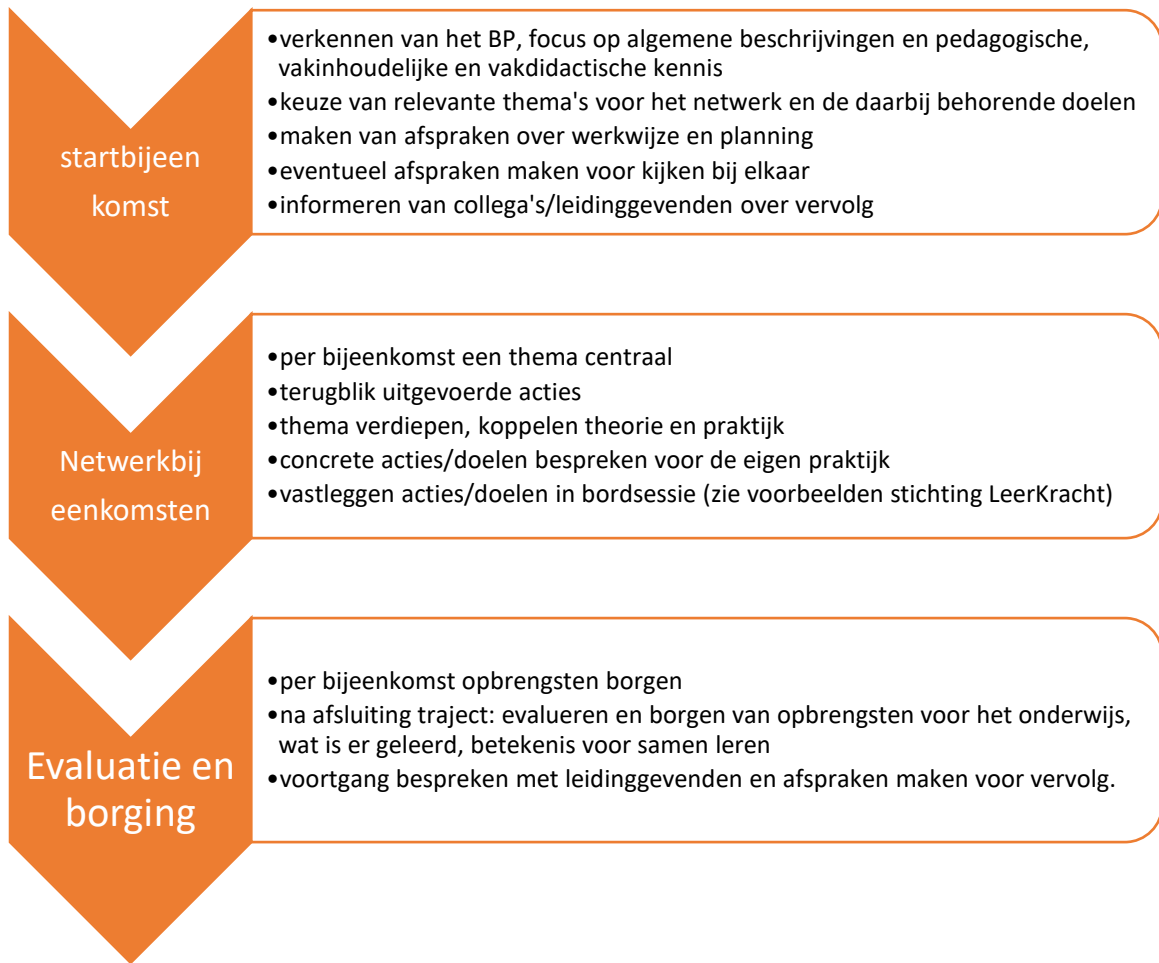 startbijeen
komst
•verkennen van het BP, focus op algemene beschrijvingen en pedagogische,
vakinhoudelijke en vakdidactische kennis
•keuze van relevante thema's voor het netwerk en de daarbij behorende doelen
•maken van afspraken over werkwijze en planning
•eventueel afspraken maken voor kijken bij elkaar
•informeren van collega's/leidinggevenden over vervolg
Netwerkbij
eenkomsten
•per bijeenkomst een thema centraal
•terugblik uitgevoerde acties
•thema verdiepen, koppelen theorie en praktijk
•concrete acties/doelen bespreken voor de eigen praktijk
•vastleggen acties/doelen in bordsessie (zie voorbeelden stichting LeerKracht)
Evaluatie en
borging
•per bijeenkomst opbrengsten borgen
•na afsluiting traject: evalueren en borgen van opbrengsten voor het onderwijs,
wat is er geleerd, betekenis voor samen leren
•voortgang bespreken met leidinggevenden en afspraken maken voor vervolg.